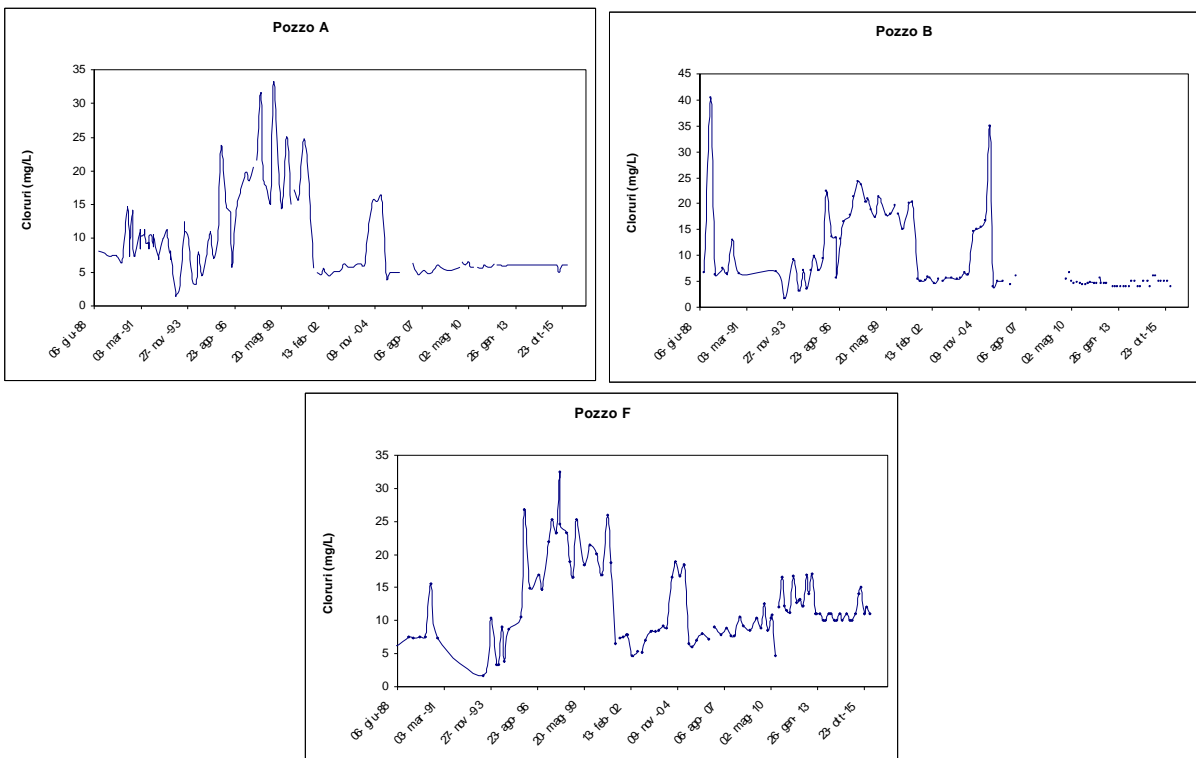 Pozzo A
Cloruri (mg/L)
35
30
25
20
15
10
5
0
06- giu-88
03- mar -91
27- nov -93
23- ago- 96
20- mag- 99
13- feb- 02
09- nov -04
06- ago- 07
02- mag- 10
26- gen- 13
23- ott- 15
Pozzo B
Cloruri (mg/L)
45
40
35
30
25
20
15
10
5
0
06- giu-88
03- mar -91
27- nov -93
23- ago- 96
20- mag- 99
13- feb- 02
09- nov -04
06- ago- 07
02- mag- 10
26- gen- 13
23- ott- 15
Pozzo F
Cloruri (mg/L)
35
30
25
20
15
10
5
0
06- giu-88
03- mar -91
27- nov -93
23- ago- 96
20- mag- 99
13- feb- 02
09- nov -04
06- ago- 07
02- mag- 10
26- gen- 13
23- ott- 15